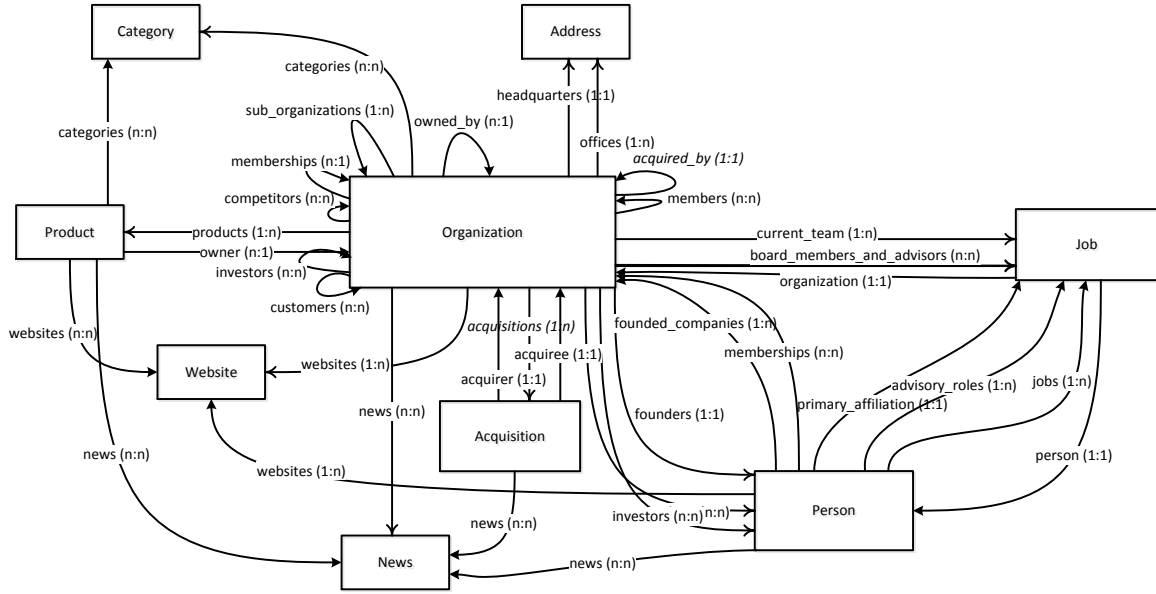 Category
Address
categories (n:n)
headquarters (1:1)
sub_organizations (1:n)
owned_by (n:1)
categories (n:n)
offices (1:n)
acquired_by (1:1)
memberships (n:1)
competitors (n:n)
members (n:n)
Product
products (1:n)
Organization
current_team (1:n)
Job
owner (n:1)
board_members_and_advisors (n:n)
investors (n:n)
organization (1:1)
customers (n:n)
websites (n:n)
acquisitions (1:n)
founded_companies (1:n)
acquiree (1:1)
memberships (n:n)
Website
websites (1:n)
acquirer (1:1)
advisory_roles (1:n)
jobs (1:n)
primary_affiliation (1:1)
news (n:n)
founders (1:1)
Acquisition
news (n:n)
person (1:1)
websites (1:n)
investors (n:n)
n:n)
Person
news (n:n)
News
news (n:n)